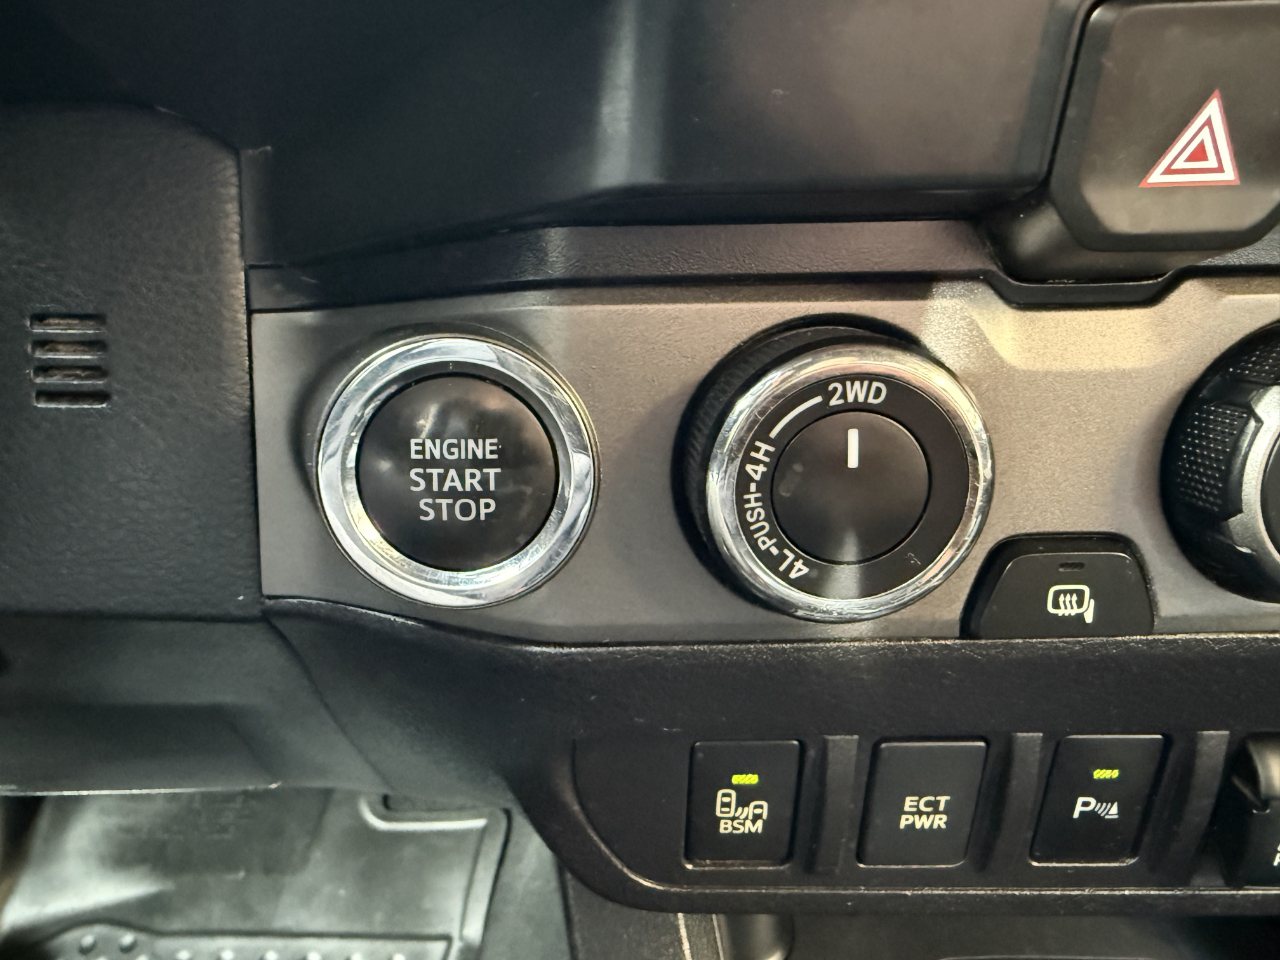 ENGINE
START
STOP
2WD
4L-PUSH-4H
BSM
ECT
PWR
P